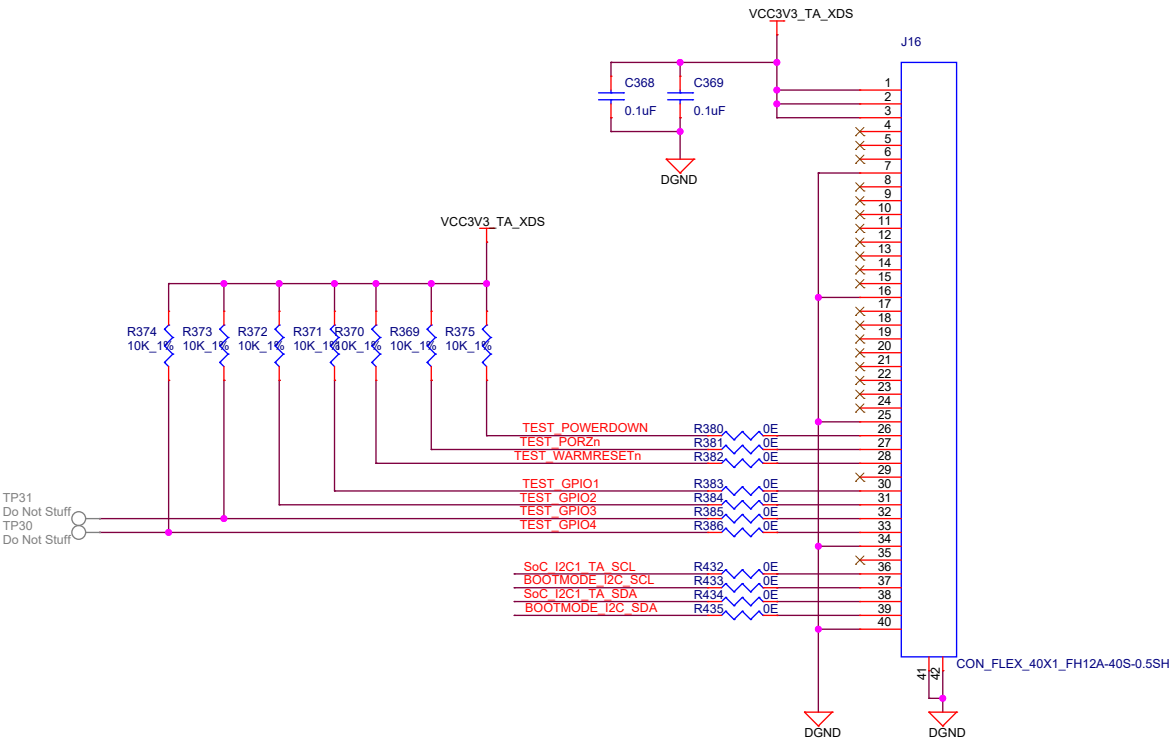 VCC3V3_TA_XDS
J16
C368
0.1uF
C369
0.1uF
DGND
1
2
3
4
5
6
7
8
9
10
11
12
13
14
15
16
17
18
19
20
21
22
23
24
25
26
27
28
29
30
31
32
33
34
35
36
37
38
39
40
VCC3V3_TA_XDS
R374
10K_1%
R373
10K_1%
R372
10K_1%
R371
10K_1%
R370
10K_1%
R369
10K_1%
R375
10K_1%
TEST_POWERDOWN R380 0E
TEST_PORZn R381 0E
TEST_WARMRESETn R382 0E
TEST_GPIO1 R383 0E
TEST_GPIO2 R384 0E
TEST_GPIO3 R385 0E
TEST_GPIO4 R386 0E
TP31
Do Not Stuff
TP30
Do Not Stuff
SoC_I2C1_TA_SCL R432 0E
BOOTMODE_I2C_SCL R433 0E
SoC_I2C1_TA_SDA R434 0E
BOOTMODE_I2C_SDA R435 0E
41
42
CON_FLEX_40X1_FH12A-40S-0.5SH
DGND
DGND